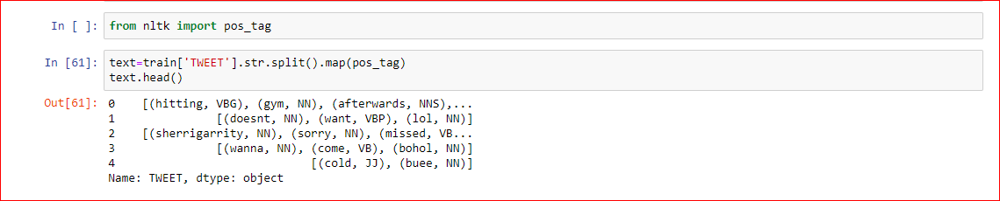 In [ ]: from nltk import pos_tag
In [61]: text=train['TWEET'].str.split().map(pos_tag)
text.head()
Out[61]: 0 [(hitting, VBG), (gym, NN), (afterwards, NNS),...
1 [(doesnt, NN), (want, VBP), (lol, NN)]
2 [(sherrigarrity, NN), (sorry, NN), (missed, VB...
3 [(wanna, NN), (come, VB), (bohol, NN)]
4 [(cold, JJ), (buee, NN)]
Name: TWEET, dtype: object